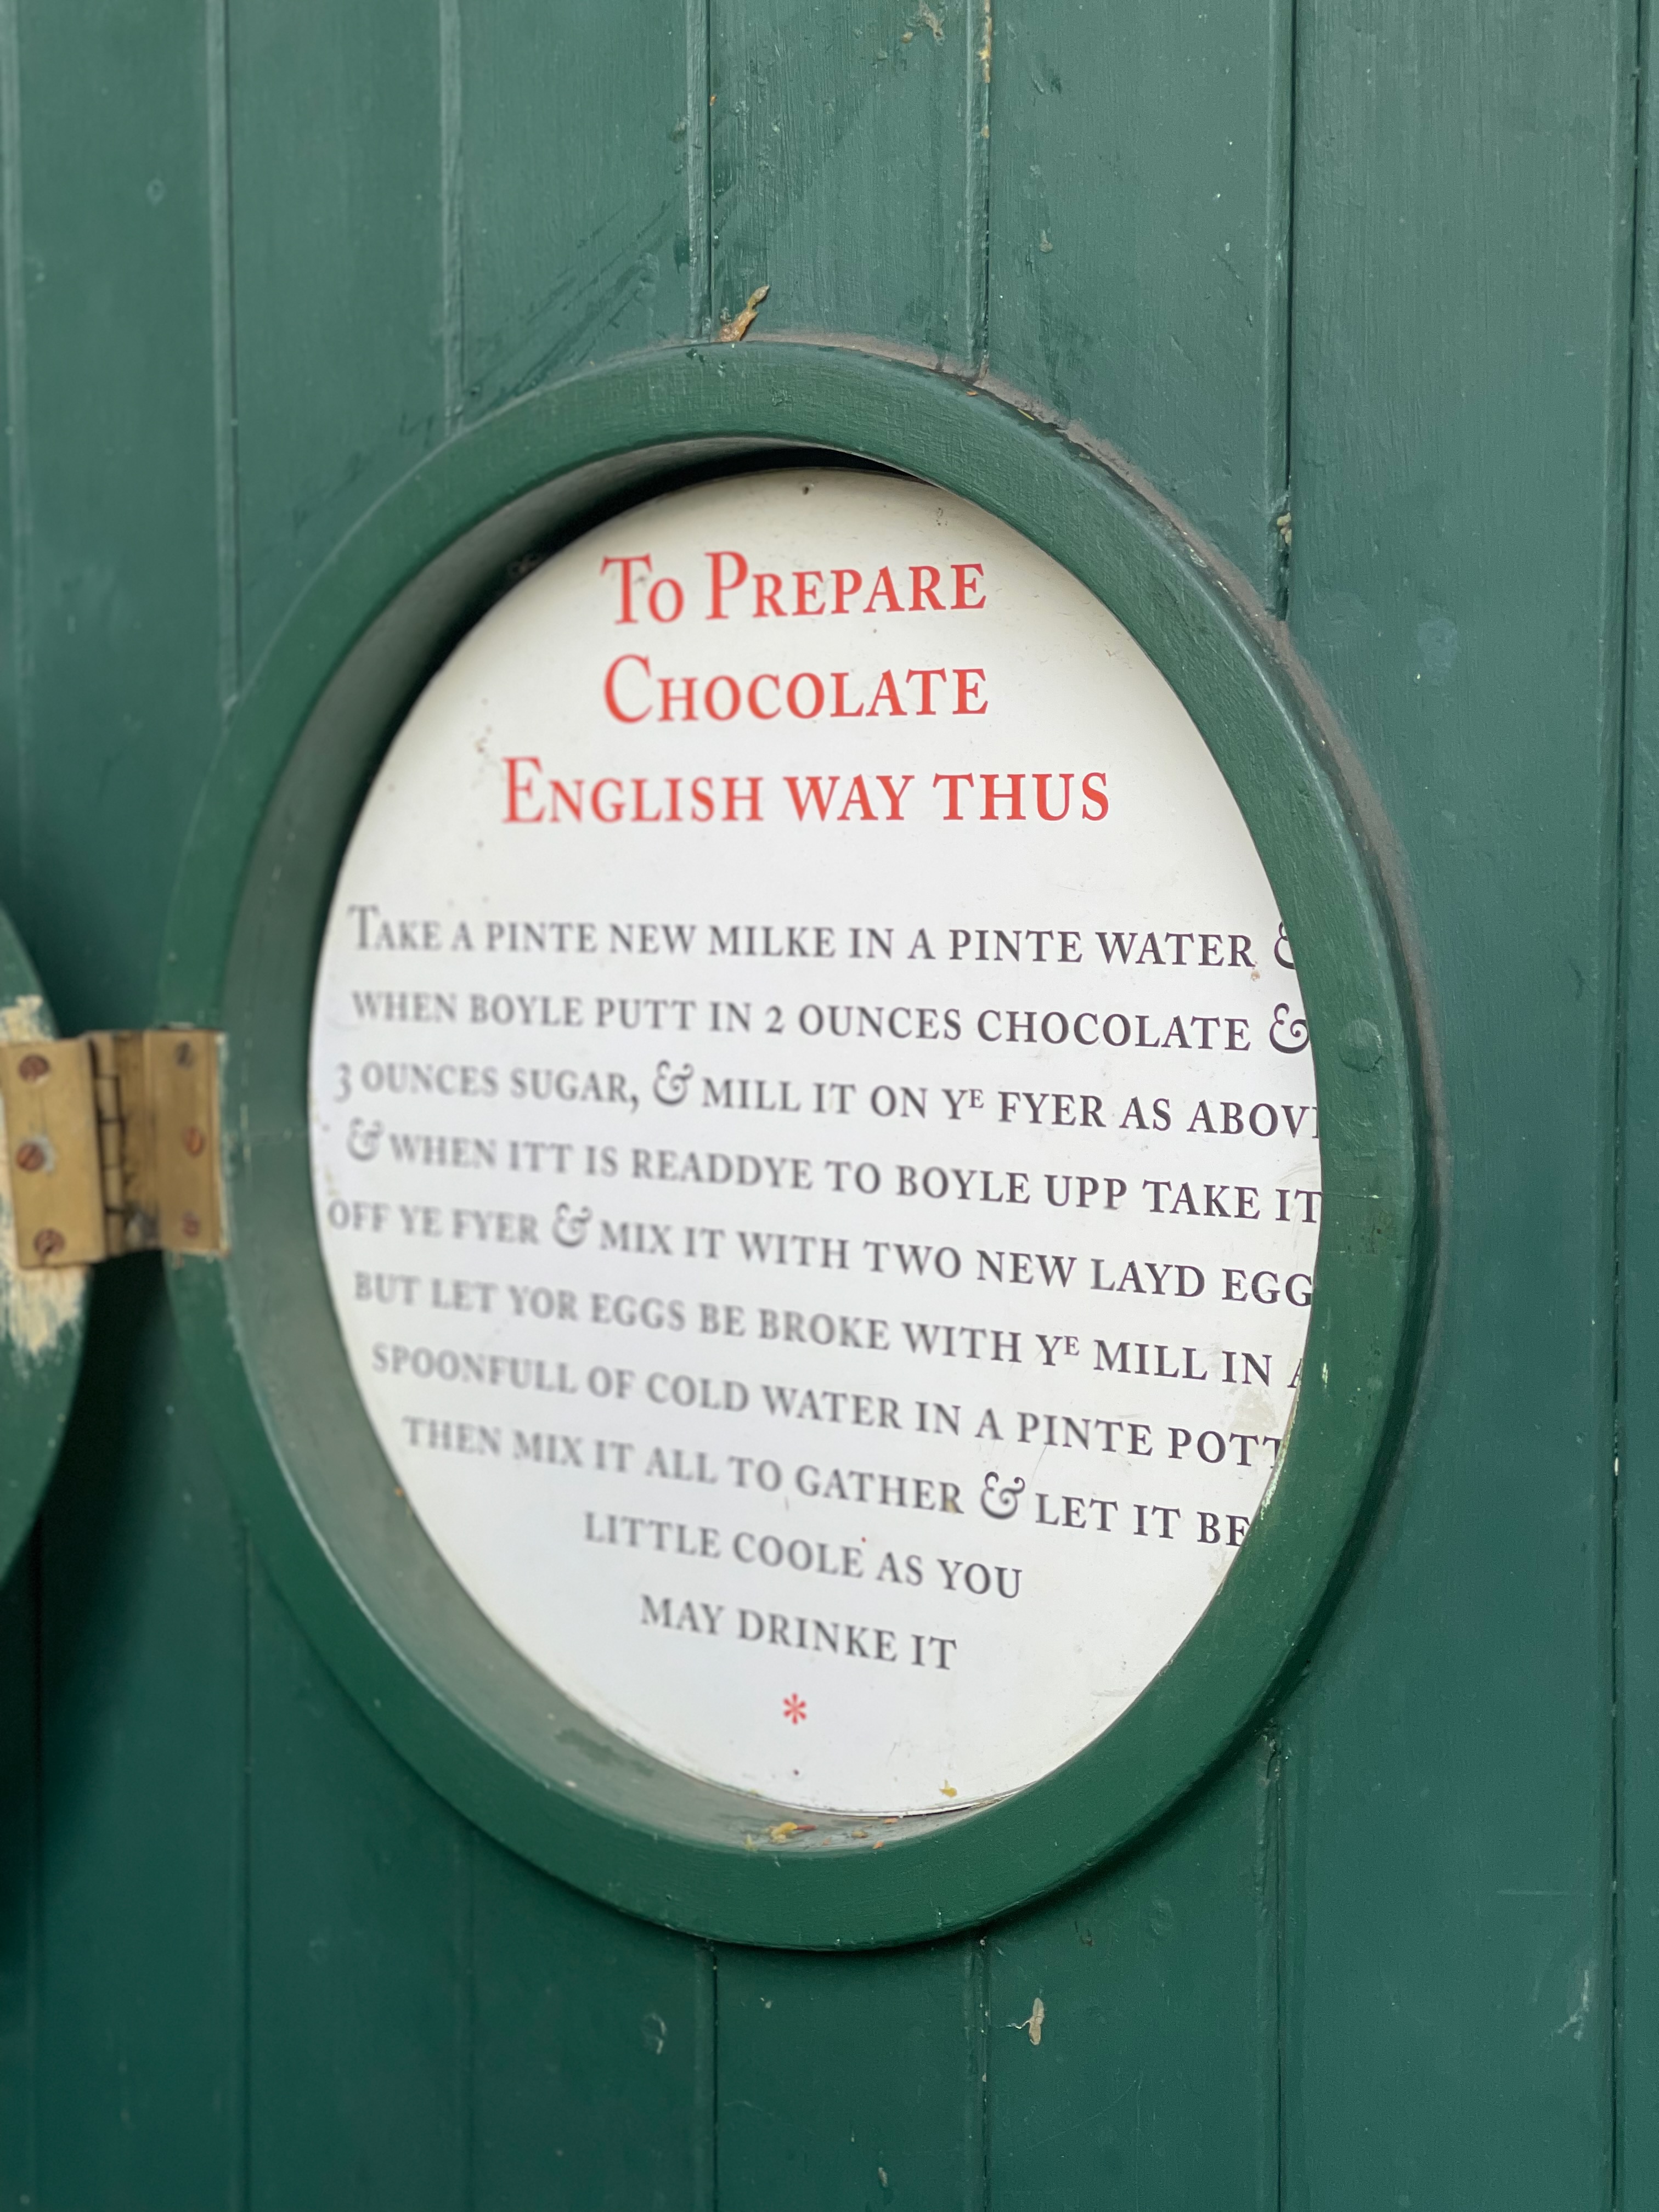 To Prepare
Chocolate
English way thus
Take a pinte new milke in a pinte water &
when boyle putt in 2 ounces chocolate &
3 ounces sugar, & mill it on ye fyer as
& when itt is readdye to boyle upp take it
off ye fyer & mix it with two new layd
but let yor eggs be broke with ye mill in
spoonfull of cold water in a pinte pott
then mix it all to gather & let it be
little coole as you
may drinke it
*